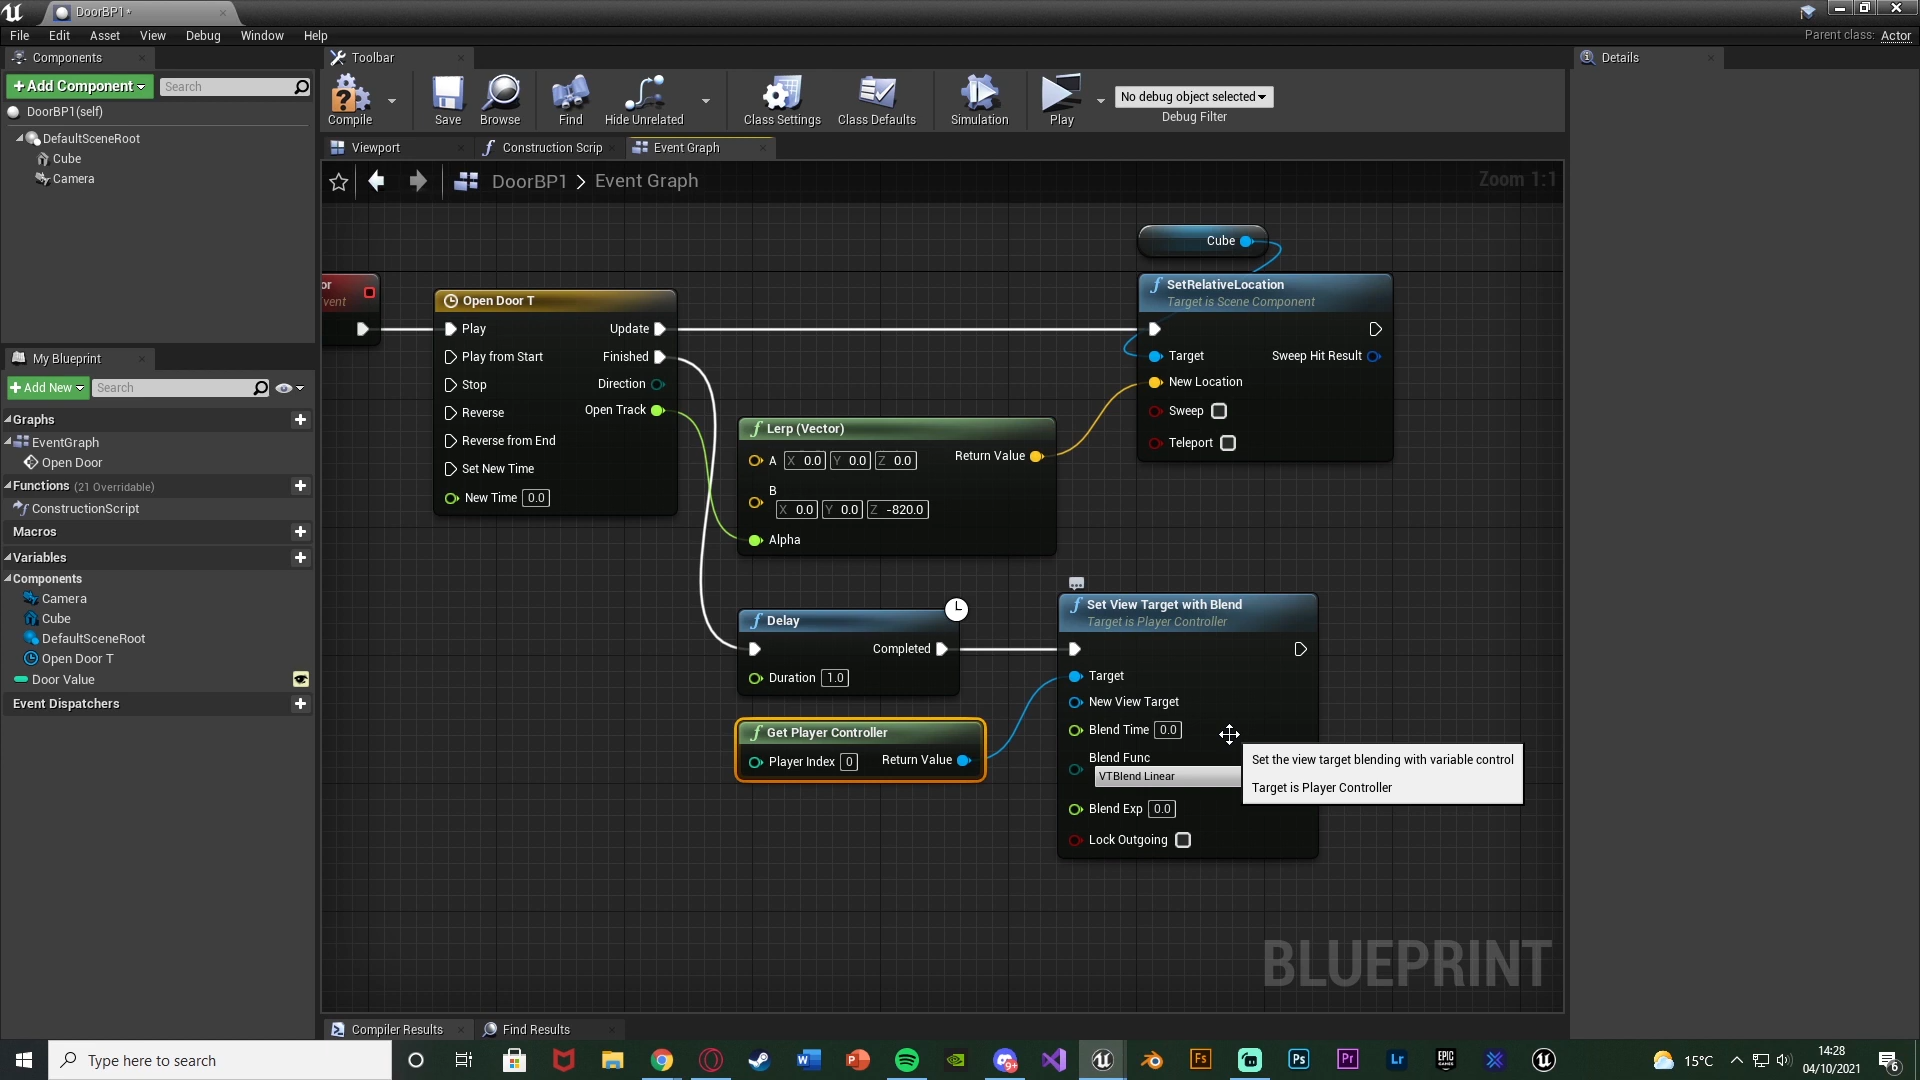 DoorBP1*
File Edit Asset View Debug Window Help
Parent class: Actor
Components
+Add Component
Search
DoorBP1(self)
DefaultSceneRoot
Cube
Camera
My Blueprint
+Add New
Search
Graphs
EventGraph
Open Door
Functions (21 Overridable)
ConstructionScript
Macros
Variables
Components
Camera
Cube
DefaultSceneRoot
Open Door T
Door Value
Event Dispatchers
Toolbar
Compile
Save
Browse
Find
Hide Unrelated
Class Settings
Class Defaults
Simulation
Play
No debug object selected
Debug Filter
Viewport
Construction Scrip
Event Graph
DoorBP1 > Event Graph
Zoom 1:1
or
vent
Open Door T
Play
Update
Play from Start
Finished
Stop
Direction
Reverse
Open Track
Reverse from End
Set New Time
New Time 0.0
Lerp (Vector)
A X 0.0 Y 0.0 Z 0.0
Return Value
B
X 0.0 Y 0.0 Z -820.0
Alpha
Cube
SetRelativeLocation
Target is Scene Component
Target
Sweep Hit Result
New Location
Sweep
Teleport
Delay
Completed
Duration 1.0
Get Player Controller
Player Index 0
Return Value
Set View Target with Blend
Target is Player Controller
Target
New View Target
Blend Time 0.0
Blend Func
VTBlend Linear
Blend Exp 0.0
Lock Outgoing
Set the view target blending with variable control
Target is Player Controller
BLUEPRINT
Compiler Results
Find Results
Details
Type here to search
W
P
9+
Fs
Ps
Pr
Lr
EPIC
GAMES
15°C
14:28
04/10/2021
6